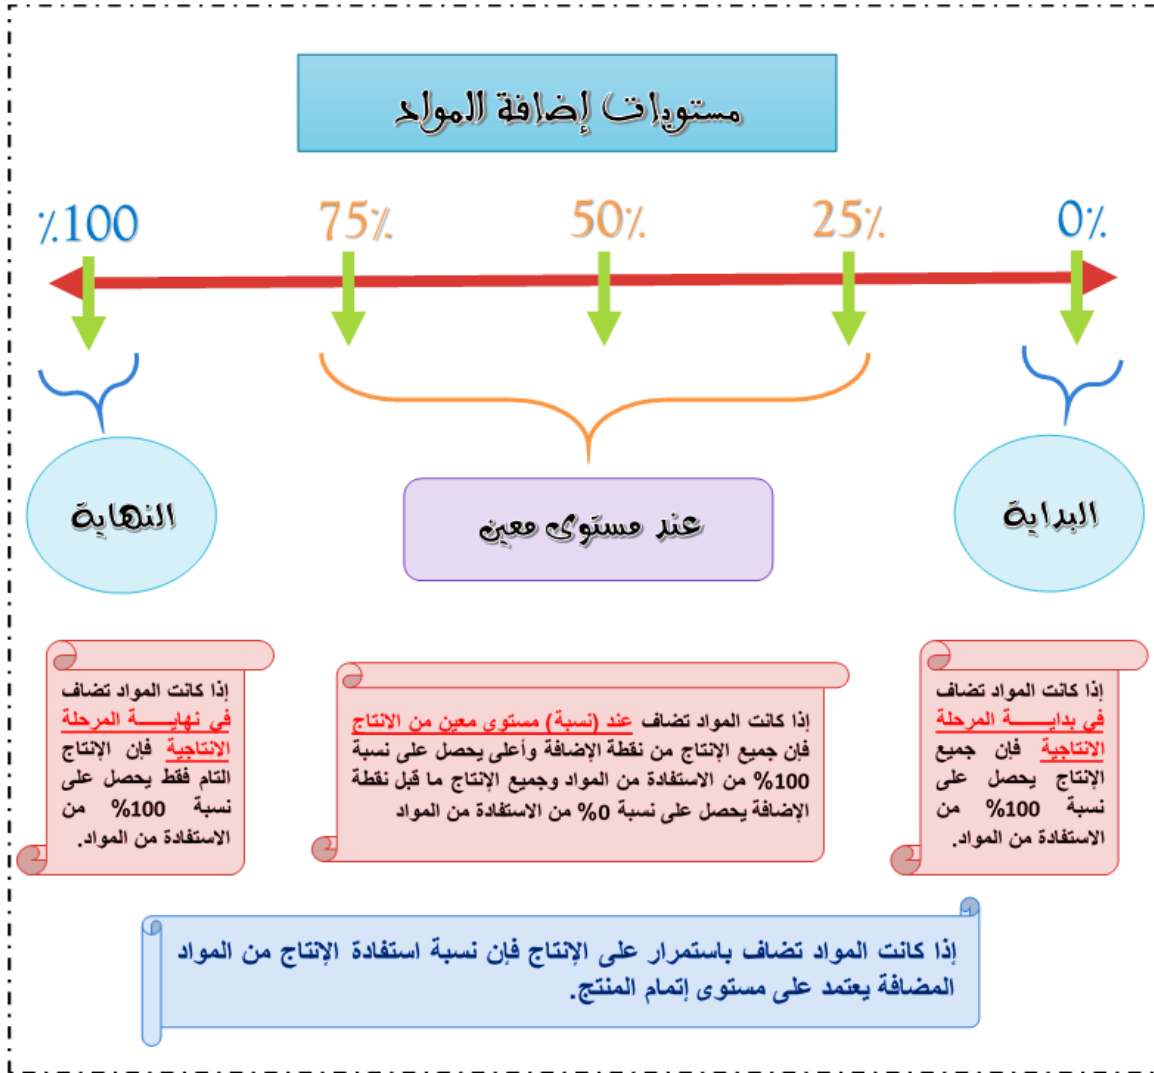 مستويات إضافة المواد
0%
25%
50%
75%
%100
البداية
عند مستوى معين
النهاية
إذا كانت المواد تضاف
في بدايـــــة المرحلة
الانتاجية فإن جميع
الإنتاج يحصل على
نسبة 100% من
الاستفادة من المواد.
إذا كانت المواد تضاف عند (نسبة) مستوى معين من الانتاج
فإن جميع الإنتاج من نقطة الإضافة وأعلى يحصل على نسبة
100% من الاستفادة من المواد وجميع الإنتاج ما قبل نقطة
الإضافة يحصل على نسبة 0% من الاستفادة من المواد
إذا كانت المواد تضاف
في نهايـــــة المرحلة
الانتاجية فإن الإنتاج
التام فقط يحصل على
نسبة 100% من
الاستفادة من المواد.
إذا كانت المواد تضاف باستمرار على الإنتاج فإن نسبة استفادة الإنتاج من المواد
المضافة يعتمد على مستوى إتمام المنتج.